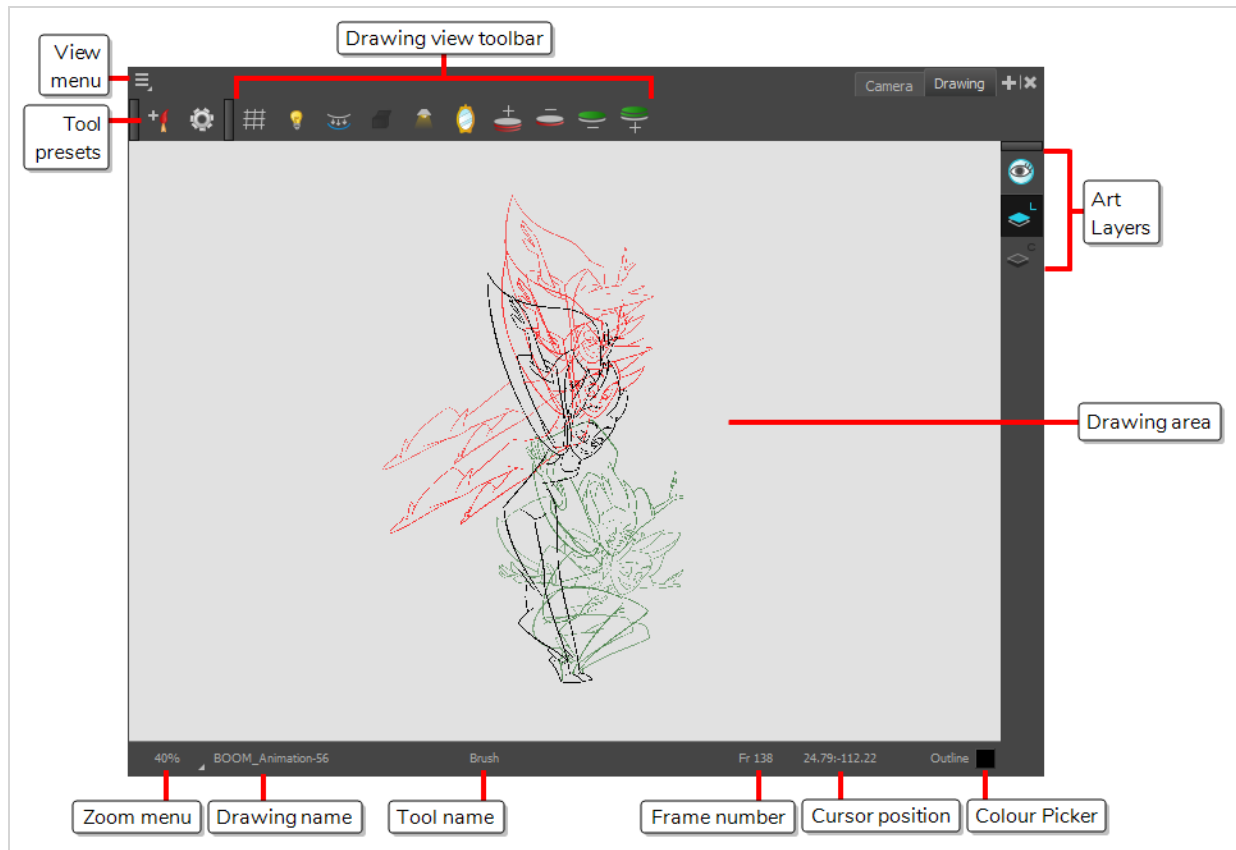 Drawing view toolbar
View
menu
Camera
Drawing
Tool
presets
L
C
Art
Layers
Drawing area
40%
BOOM_Animation-56
Brush
Fr 138
24.79:-112.22
Outline
Zoom menu
Drawing name
Tool name
Frame number
Cursor position
Colour Picker